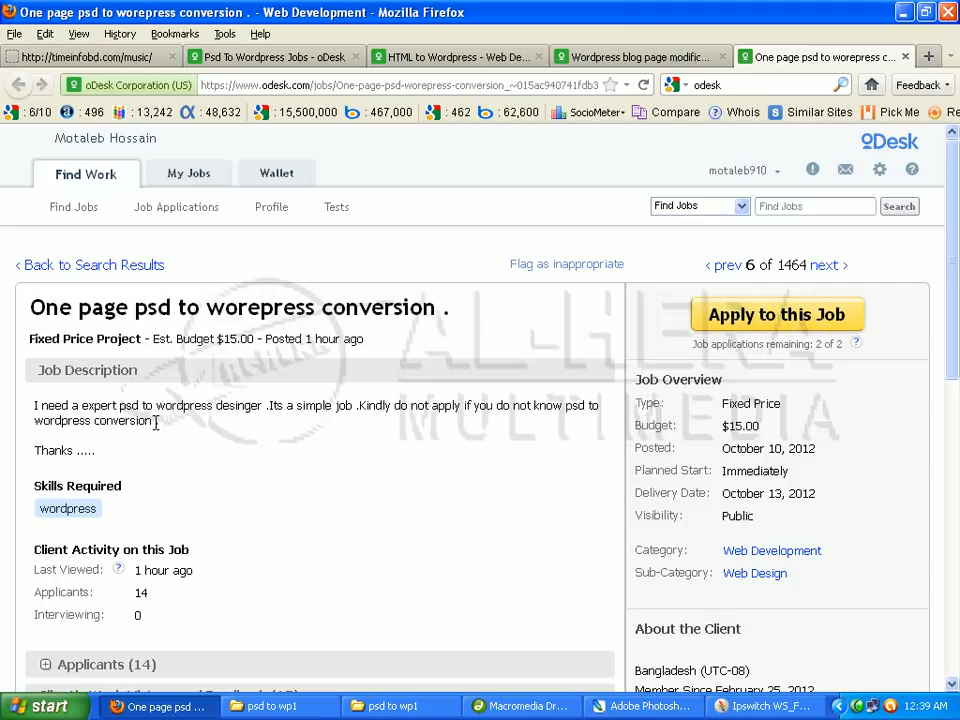 One page psd to worepress conversion . - Web Development - Mozilla Firefox
File Edit View History Bookmarks Tools Help
http://timeinfobd.com/music/ Psd To Wordpress Jobs - oDesk HTML to Wordpress - Web De... Wordpress blog page modific... One page psd to worepress c...
oDesk Corporation (US) https://www.odesk.com/jobs/One-page-psd-worepress-conversion_~015ac940741fdb3 odesk Feedback
: 6/10 : 496 : 13,242 : 48,632 : 15,500,000 : 467,000 : 462 : 62,600 SocioMeter Compare Whois Similar Sites Pick Me Re
Motaleb Hossain
oDesk
Find Work My Jobs Wallet
motaleb910
Find Jobs Job Applications Profile Tests
Find Jobs Find Jobs Search
‹ Back to Search Results
Flag as inappropriate
‹ prev 6 of 1464 next ›
One page psd to worepress conversion .
Apply to this Job
Fixed Price Project - Est. Budget $15.00 - Posted 1 hour ago
Job applications remaining: 2 of 2
Job Description
I need a expert psd to wordpress desinger .Its a simple job .Kindly do not apply if you do not know psd to
wordpress conversion
Thanks .....
Skills Required
wordpress
Client Activity on this Job
Last Viewed: ? 1 hour ago
Applicants: 14
Interviewing: 0
Applicants (14)
Job Overview
Type: Fixed Price
Budget: $15.00
Posted: October 10, 2012
Planned Start: Immediately
Delivery Date: October 13, 2012
Visibility: Public
Category: Web Development
Sub-Category: Web Design
About the Client
Bangladesh (UTC-08)
Member Since February 25, 2012
AL-HERA
MULTIMEDIA
start One page psd ... psd to wp1 psd to wp1 Macromedia Dr... Adobe Photosh... Ipswitch WS_F... 12:39 AM